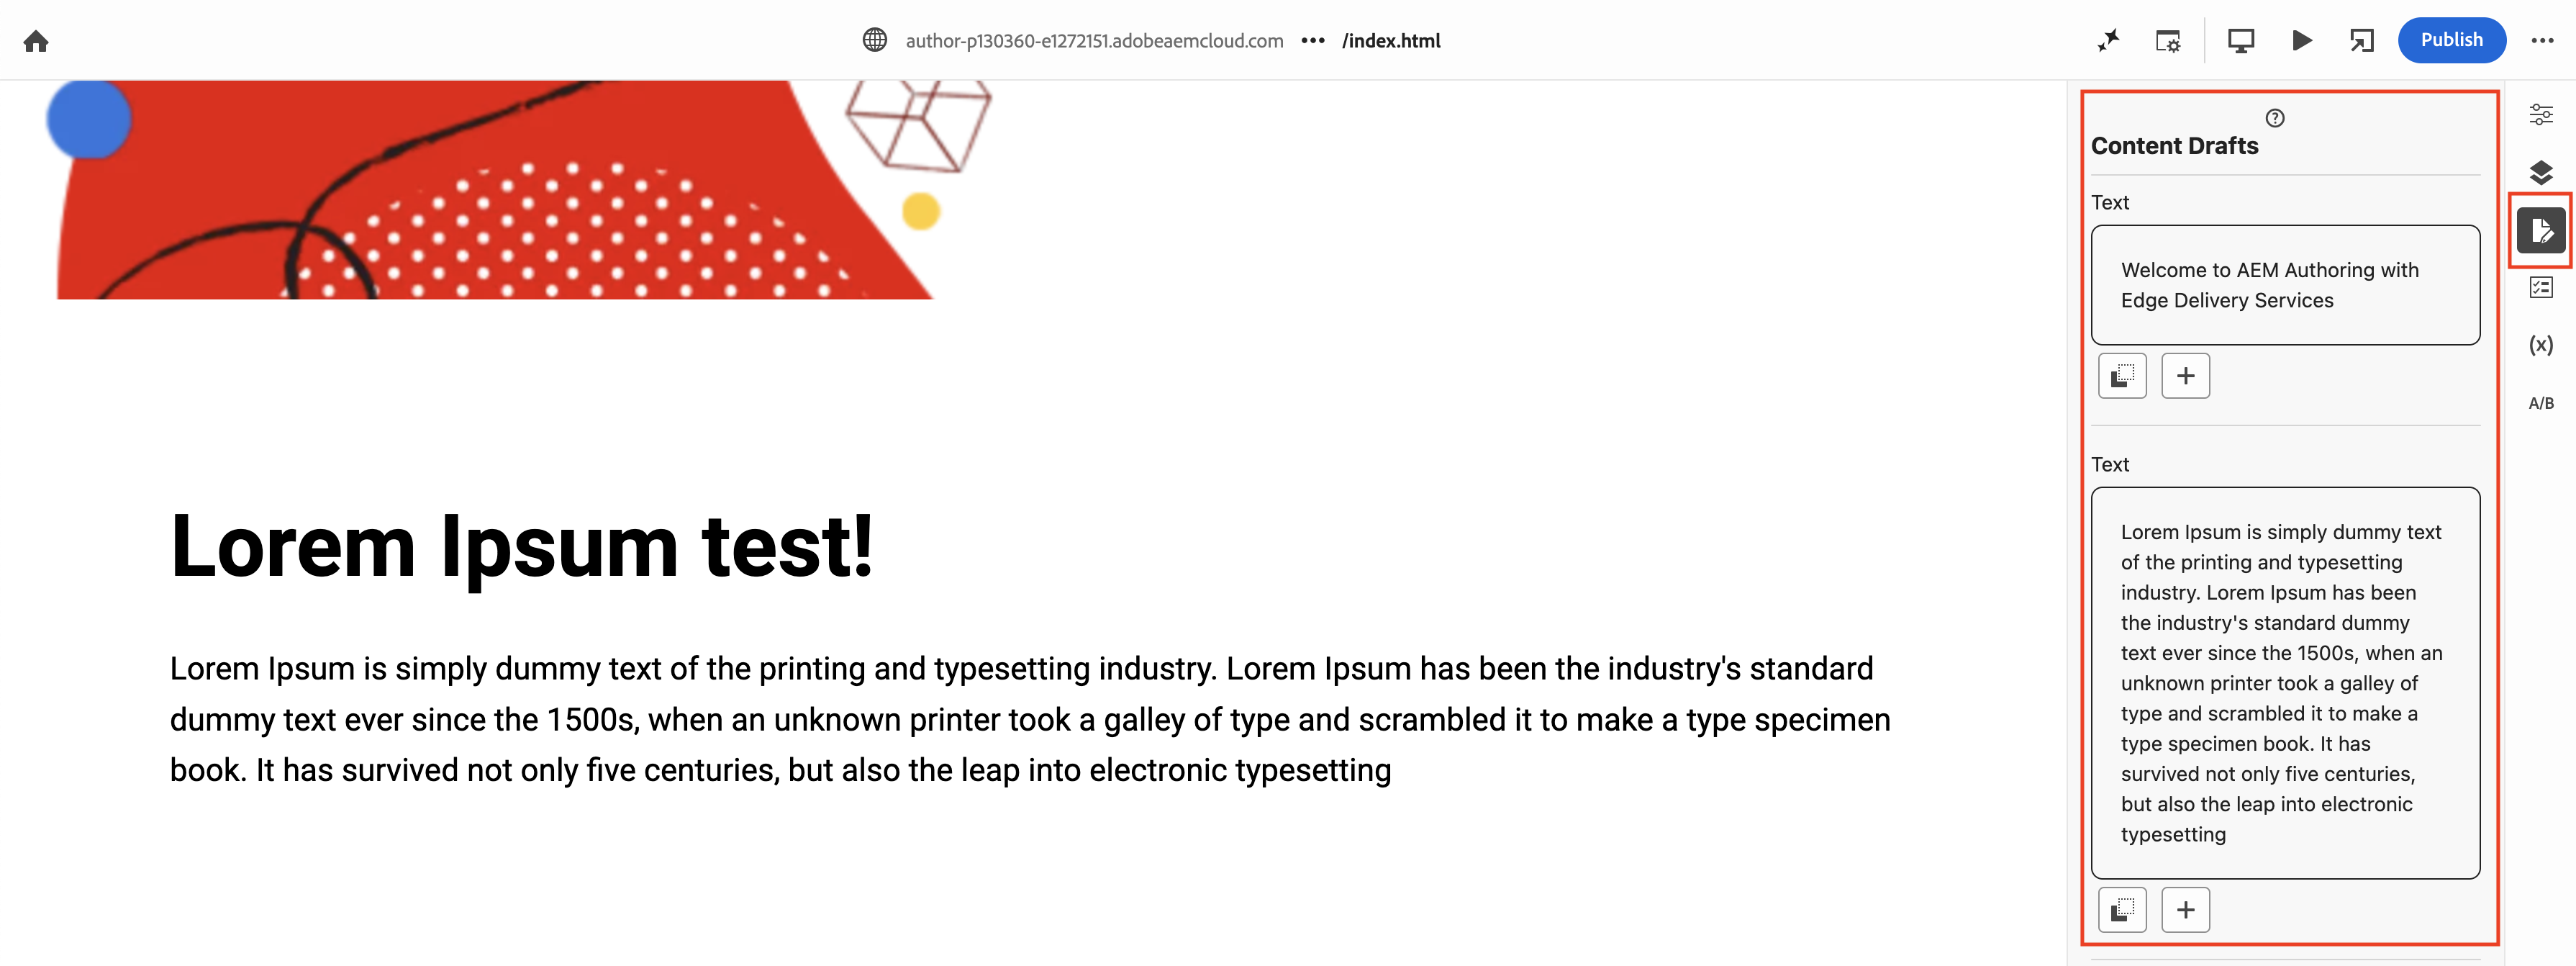 author-p130360-e1272151.adobeaemcloud.com ••• /index.html
Publish
Content Drafts
Text
Welcome to AEM Authoring with
Edge Delivery Services
Text
Lorem Ipsum is simply dummy text
of the printing and typesetting
industry. Lorem Ipsum has been
the industry's standard dummy
text ever since the 1500s, when an
unknown printer took a galley of
type and scrambled it to make a
type specimen book. It has
survived not only five centuries,
but also the leap into electronic
typesetting
(x)
A/B
Lorem Ipsum test!
Lorem Ipsum is simply dummy text of the printing and typesetting industry. Lorem Ipsum has been the industry's standard
dummy text ever since the 1500s, when an unknown printer took a galley of type and scrambled it to make a type specimen
book. It has survived not only five centuries, but also the leap into electronic typesetting